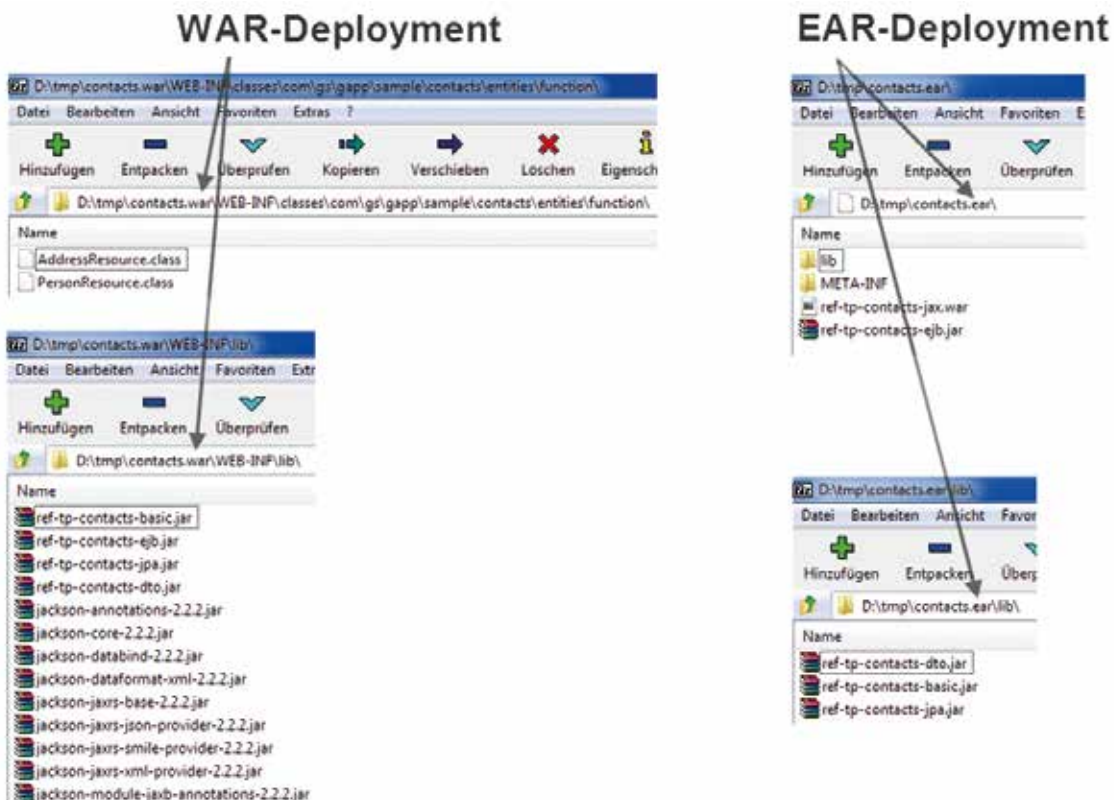 WAR-Deployment
D:\tmp\contacts.war\WEB-INF\classes\com\gs\gapp\sample\contacts\entities\function\
Datei Bearbeiten Ansicht Favoriten Extras ?
Hinzufügen Entpacken Überprüfen Kopieren Verschieben Löschen Eigensch
D:\tmp\contacts.war\WEB-INF\classes\com\gs\gapp\sample\contacts\entities\function\
Name
AddressResource.class
PersonResource.class
D:\tmp\contacts.war\WEB-INF\lib\
Datei Bearbeiten Ansicht Favoriten Extr
Hinzufügen Entpacken Überprüfen
D:\tmp\contacts.war\WEB-INF\lib\
Name
ref-tp-contacts-basic.jar
ref-tp-contacts-ejb.jar
ref-tp-contacts-jpa.jar
ref-tp-contacts-dto.jar
jackson-annotations-2.2.2.jar
jackson-core-2.2.2.jar
jackson-databind-2.2.2.jar
jackson-dataformat-xml-2.2.2.jar
jackson-jaxrs-base-2.2.2.jar
jackson-jaxrs-json-provider-2.2.2.jar
jackson-jaxrs-smile-provider-2.2.2.jar
jackson-jaxrs-xml-provider-2.2.2.jar
jackson-module-jaxb-annotations-2.2.2.jar
EAR-Deployment
D:\tmp\contacts.ear\
Datei Bearbeiten Ansicht Favoriten E
Hinzufügen Entpacken Überprüfen
D:\tmp\contacts.ear\
Name
lib
META-INF
ref-tp-contacts-jax.war
ref-tp-contacts-ejb.jar
D:\tmp\contacts.ear\lib\
Datei Bearbeiten Ansicht Favor
Hinzufügen Entpacken Überp
D:\tmp\contacts.ear\lib\
Name
ref-tp-contacts-dto.jar
ref-tp-contacts-basic.jar
ref-tp-contacts-jpa.jar